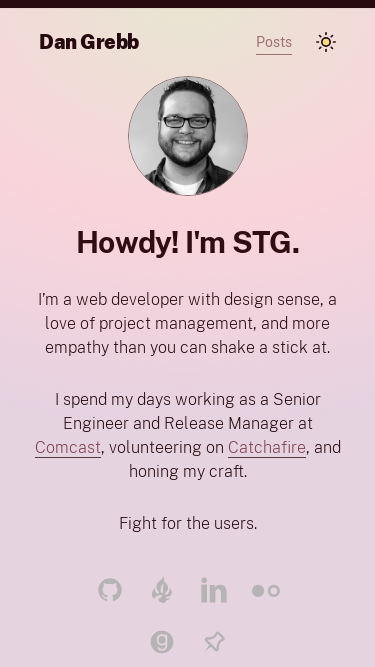 Dan Grebb
Posts
Howdy! I'm STG.
I’m a web developer with design sense, a
love of project management, and more
empathy than you can shake a stick at.
I spend my days working as a Senior
Engineer and Release Manager at
Comcast, volunteering on Catchafire, and
honing my craft.
Fight for the users.